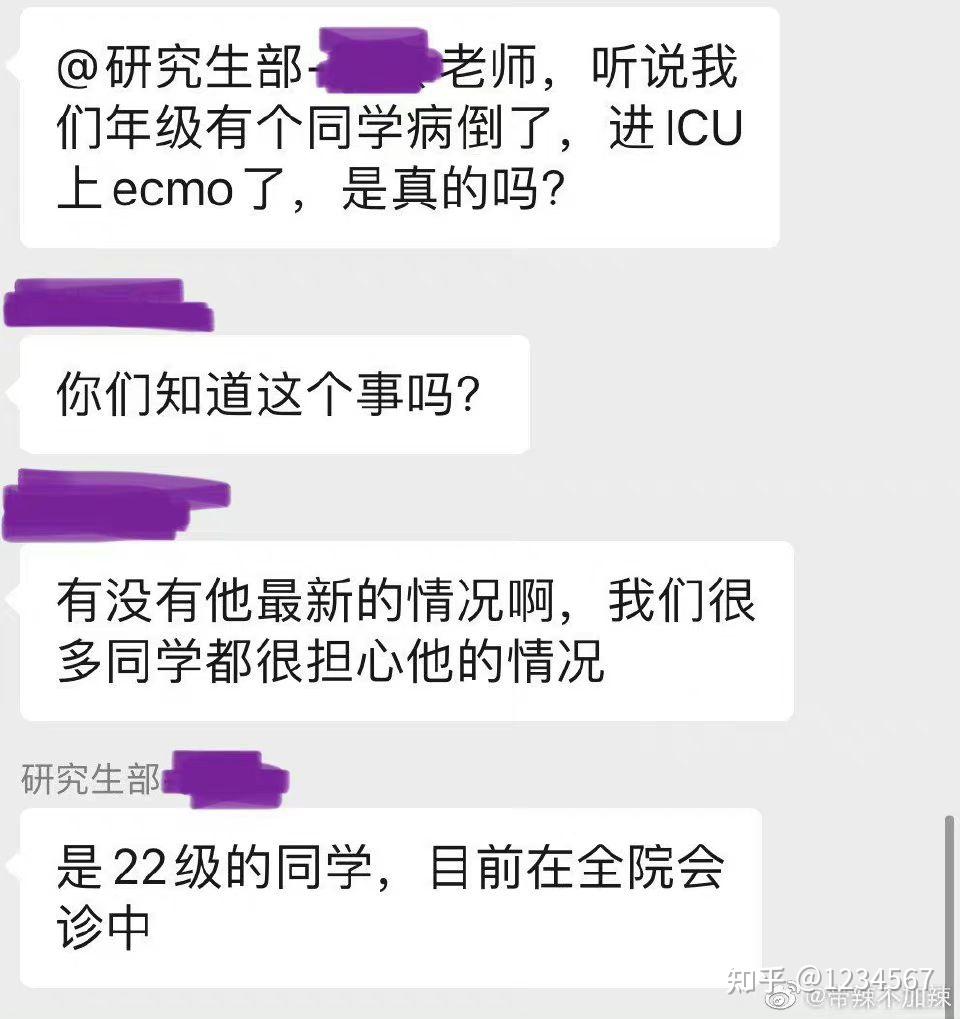 @研究生部-老师，听说我
们年级有个同学病倒了，进ICU
上ecmo了，是真的吗？
你们知道这个事吗？
有没有他最新的情况啊，我们很
多同学都很担心他的情况
研究生部-
是22级的同学，目前在全院会
诊中
知乎 @1234567
@带辣不加辣